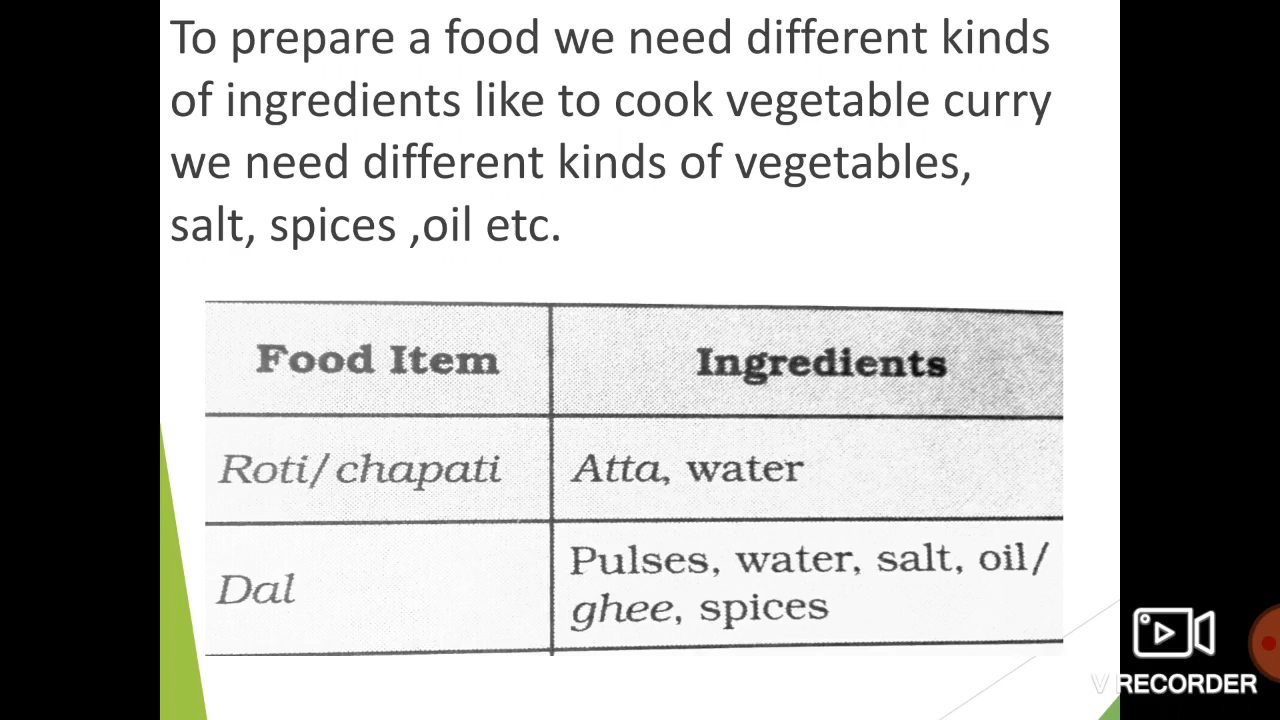 To prepare a food we need different kinds
of ingredients like to cook vegetable curry
we need different kinds of vegetables,
salt, spices ,oil etc.
Food Item Ingredients
Roti/chapati Atta, water
Dal Pulses, water, salt, oil/
ghee, spices
V RECORDER